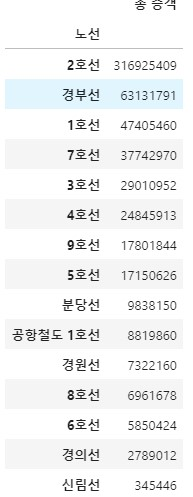 총 승객
노선
2호선 316925409
경부선 63131791
1호선 47405460
7호선 37742970
3호선 29010952
4호선 24845913
9호선 17801844
5호선 17150626
분당선 9838150
공항철도 1호선 8819860
경원선 7322160
8호선 6961678
6호선 5850424
경의선 2789012
신림선 345446